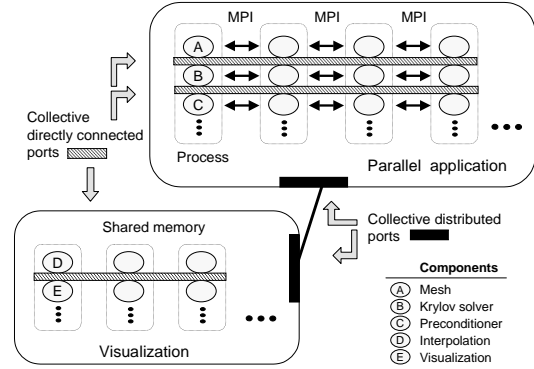 MPI MPI MPI
A
B
C
Process
Parallel application
Collective
directly connected
ports
Shared memory
D
E
Visualization
Collective distributed
ports
Components
A Mesh
B Krylov solver
C Preconditioner
D Interpolation
E Visualization